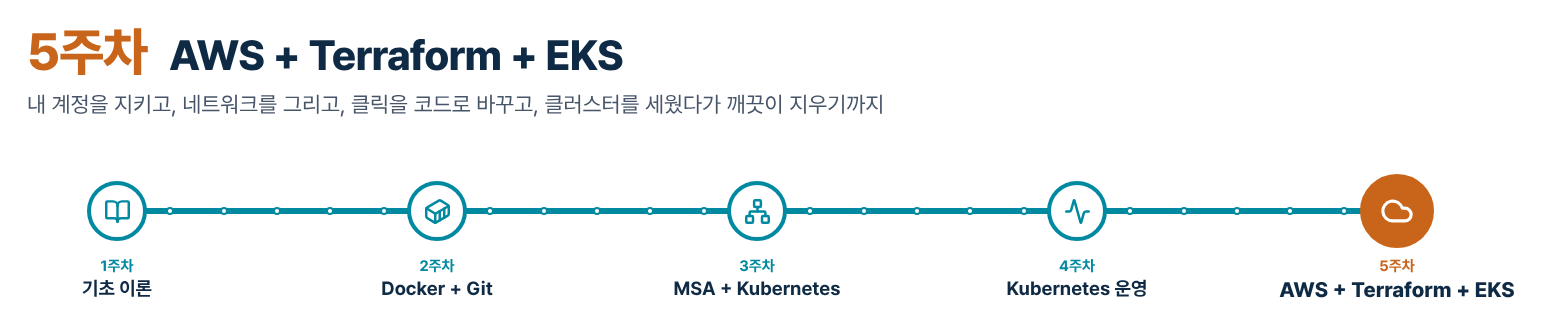 5주차 AWS + Terraform + EKS
내 계정을 지키고, 네트워크를 그리고, 클릭을 코드로 바꾸고, 클러스터를 세웠다가 깨끗이 지우기까지
1주차
기초 이론
2주차
Docker + Git
3주차
MSA + Kubernetes
4주차
Kubernetes 운영
5주차
AWS + Terraform + EKS